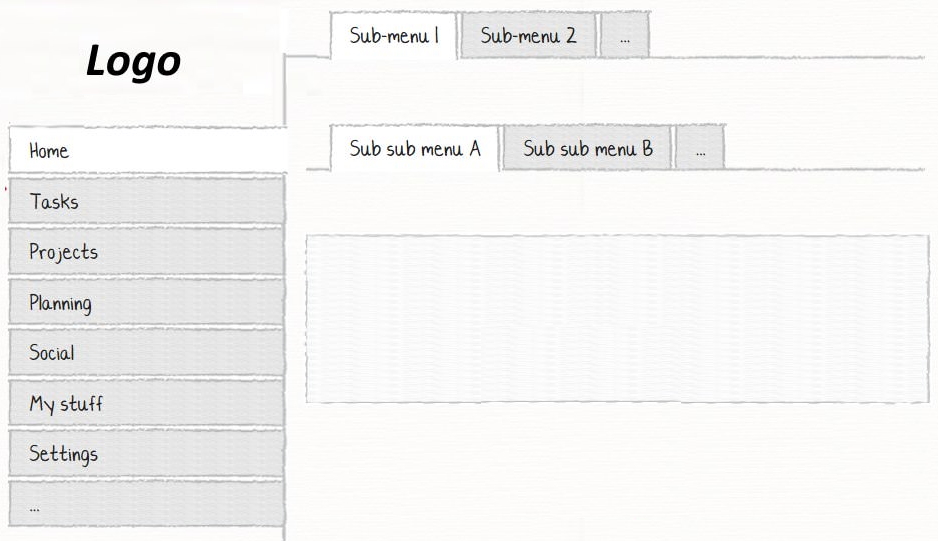 Logo
Sub-menu 1 Sub-menu 2 ...
Sub sub menu A Sub sub menu B ...
Home
Tasks
Projects
Planning
Social
My stuff
Settings
...